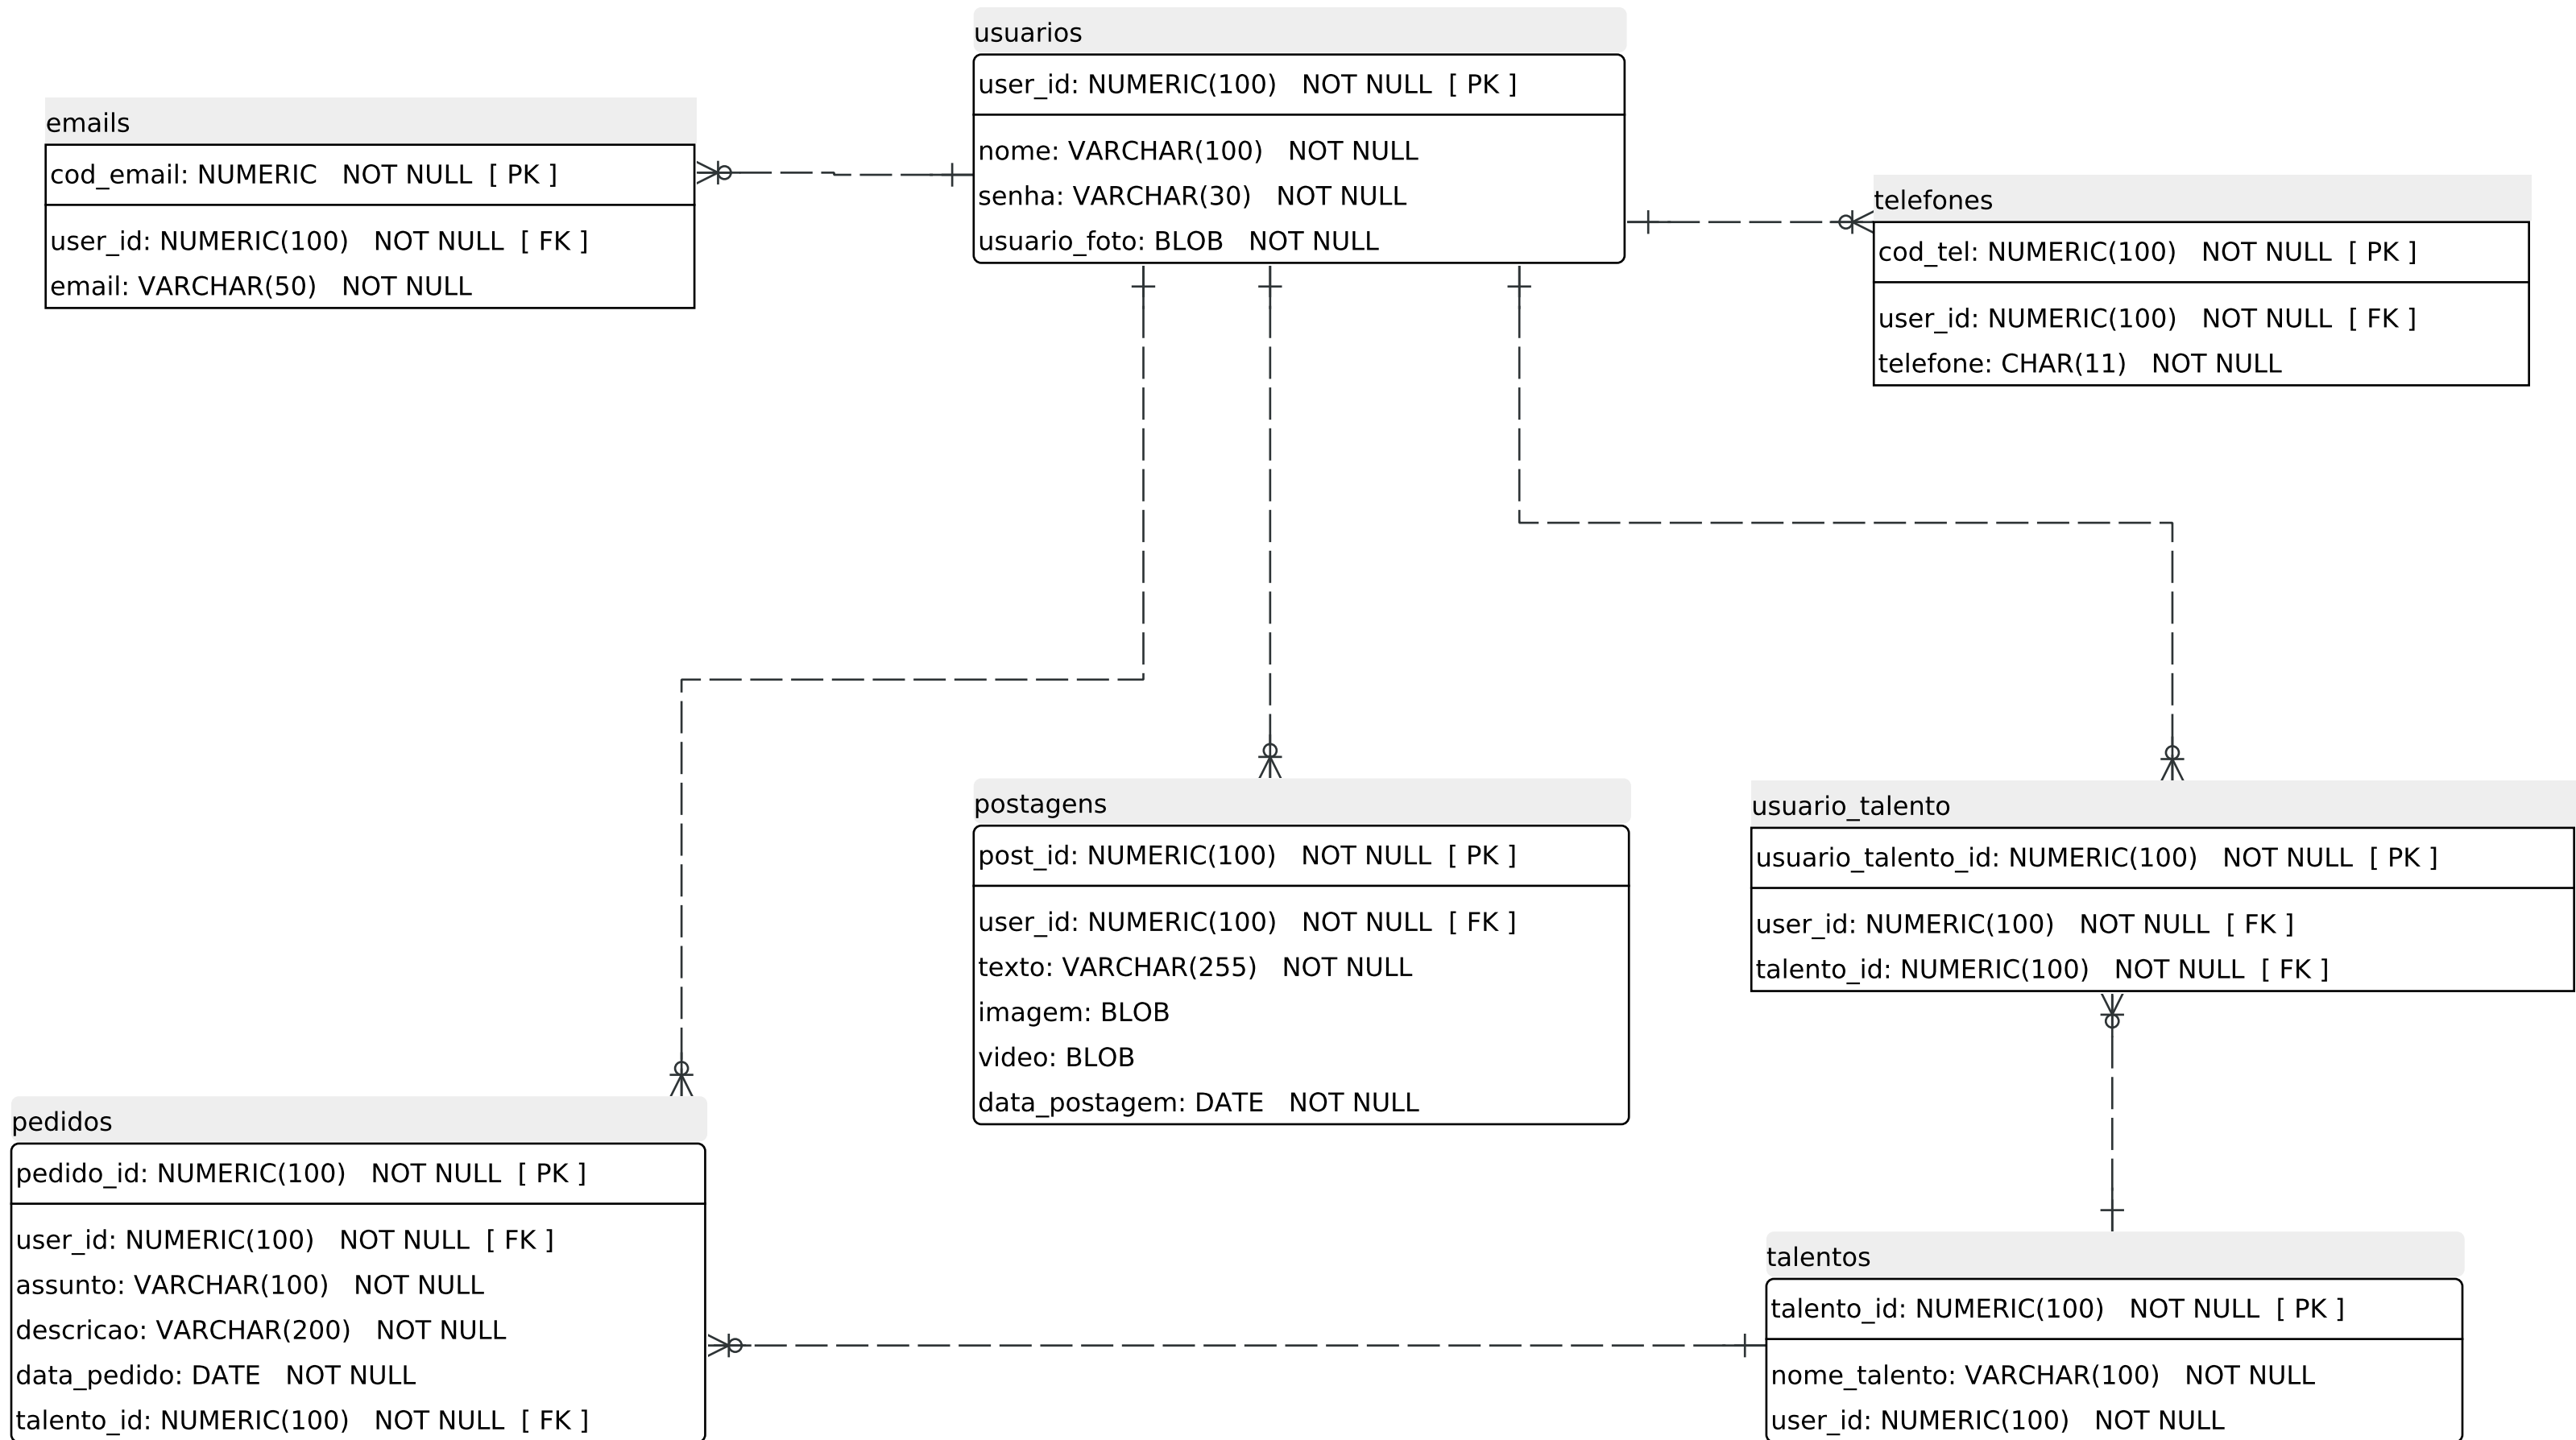 usuarios
user_id: NUMERIC(100)   NOT NULL  [ PK ]
nome: VARCHAR(100)   NOT NULL
senha: VARCHAR(30)   NOT NULL
usuario_foto: BLOB   NOT NULL
emails
cod_email: NUMERIC   NOT NULL  [ PK ]
user_id: NUMERIC(100)   NOT NULL  [ FK ]
email: VARCHAR(50)   NOT NULL
telefones
cod_tel: NUMERIC(100)   NOT NULL  [ PK ]
user_id: NUMERIC(100)   NOT NULL  [ FK ]
telefone: CHAR(11)   NOT NULL
postagens
post_id: NUMERIC(100)   NOT NULL  [ PK ]
user_id: NUMERIC(100)   NOT NULL  [ FK ]
texto: VARCHAR(255)   NOT NULL
imagem: BLOB
video: BLOB
data_postagem: DATE   NOT NULL
usuario_talento
usuario_talento_id: NUMERIC(100)   NOT NULL  [ PK ]
user_id: NUMERIC(100)   NOT NULL  [ FK ]
talento_id: NUMERIC(100)   NOT NULL  [ FK ]
pedidos
pedido_id: NUMERIC(100)   NOT NULL  [ PK ]
user_id: NUMERIC(100)   NOT NULL  [ FK ]
assunto: VARCHAR(100)   NOT NULL
descricao: VARCHAR(200)   NOT NULL
data_pedido: DATE   NOT NULL
talento_id: NUMERIC(100)   NOT NULL  [ FK ]
talentos
talento_id: NUMERIC(100)   NOT NULL  [ PK ]
nome_talento: VARCHAR(100)   NOT NULL
user_id: NUMERIC(100)   NOT NULL